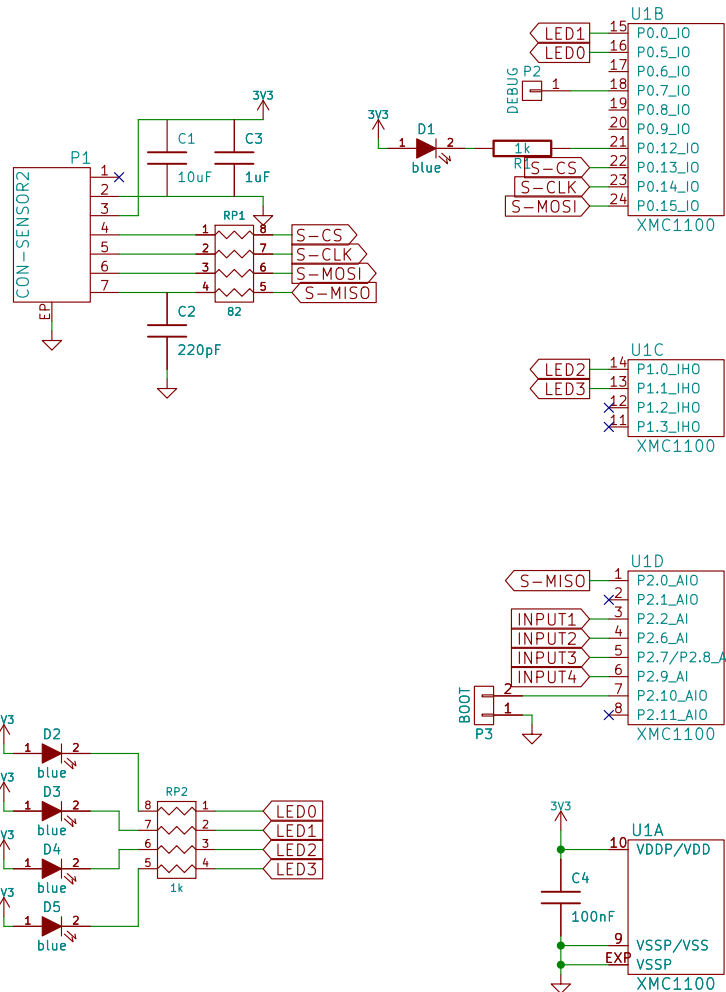 3V3
P1
CON-SENSOR2
1
2
3
4
5
6
7
EP
C1
10uF
C3
1uF
RP1
1
2
3
4
8
7
6
5
82
S-CS
S-CLK
S-MOSI
S-MISO
C2
220pF
3V3
D1
1
2
blue
1k
R1
DEBUG
P2
1
U1B
LED1
15
P0.0_IO
LED0
16
P0.5_IO
17
P0.6_IO
18
P0.7_IO
19
P0.8_IO
20
P0.9_IO
21
P0.12_IO
S-CS
22
P0.13_IO
S-CLK
23
P0.14_IO
S-MOSI
24
P0.15_IO
XMC1100
U1C
LED2
14
P1.0_IHO
LED3
13
P1.1_IHO
12
P1.2_IHO
11
P1.3_IHO
XMC1100
U1D
S-MISO
1
P2.0_AIO
2
P2.1_AIO
INPUT1
3
P2.2_AI
INPUT2
4
P2.6_AI
INPUT3
5
P2.7/P2.8_A
INPUT4
6
P2.9_AI
7
P2.10_AIO
8
P2.11_AIO
XMC1100
BOOT
2
1
P3
V3
D2
1
2
blue
V3
D3
1
2
blue
V3
D4
1
2
blue
V3
D5
1
2
blue
RP2
8
7
6
5
1
2
3
4
1k
LED0
LED1
LED2
LED3
3V3
C4
100nF
U1A
10
VDDP/VDD
9
VSSP/VSS
EXP
VSSP
XMC1100